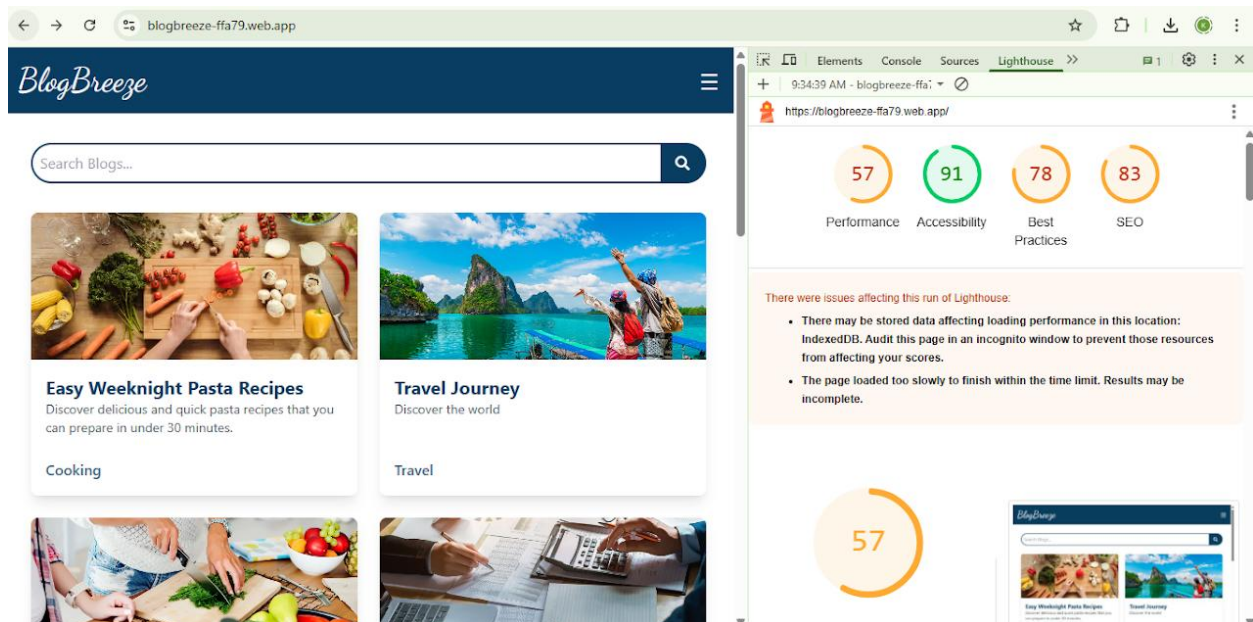 blogbreeze-ffa79.web.app
BlogBreeze
Search Blogs...
Easy Weeknight Pasta Recipes
Discover delicious and quick pasta recipes that you
can prepare in under 30 minutes.
Cooking
Travel Journey
Discover the world
Travel
Elements Console Sources Lighthouse 1
9:34:39 AM - blogbreeze-ffa7
https://blogbreeze-ffa79.web.app/
57 91 78 83
Performance Accessibility Best SEO
Practices
There were issues affecting this run of Lighthouse:
There may be stored data affecting loading performance in this location:
IndexedDB. Audit this page in an incognito window to prevent those resources
from affecting your scores.
The page loaded too slowly to finish within the time limit. Results may be
incomplete.
57
BlogBreeze
Search Blogs...
Easy Weeknight Pasta Recipes
Travel Journey
Discover the world